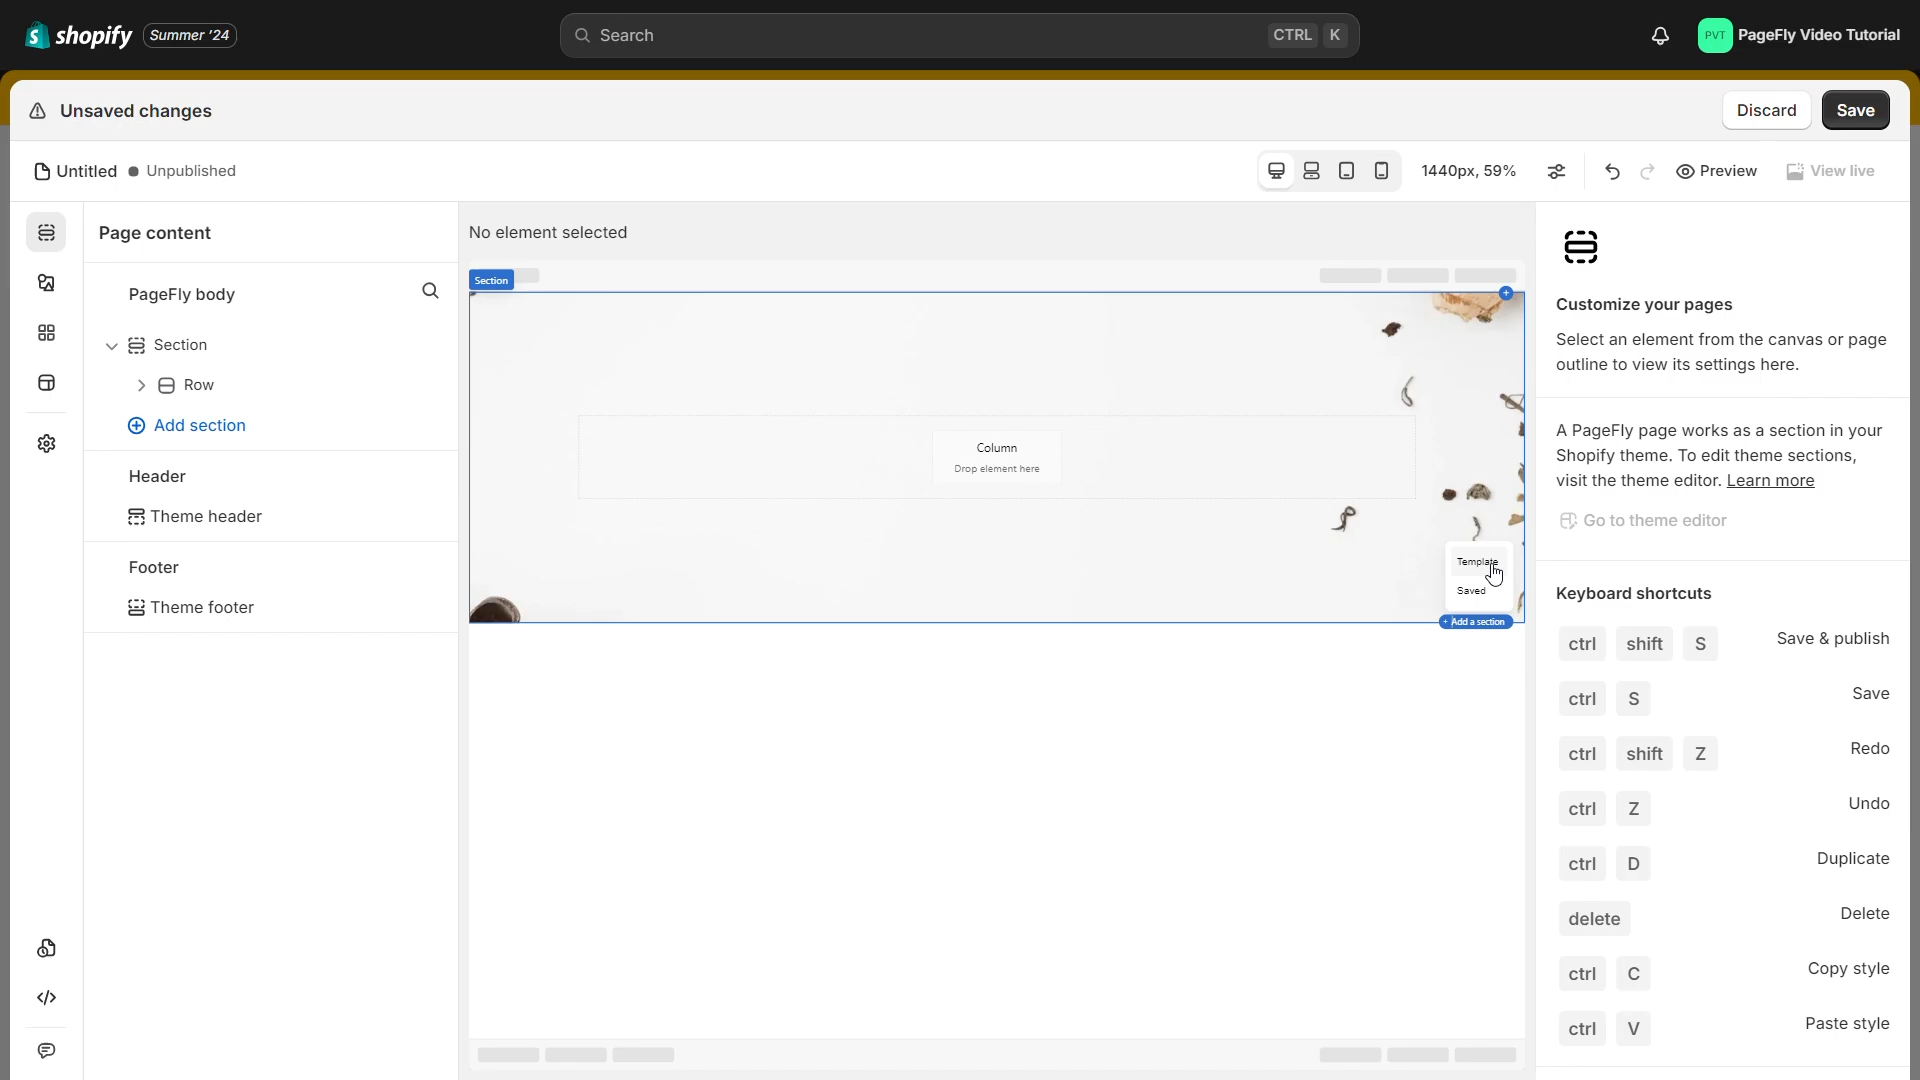 shopify Summer '24
Search
CTRL K
PVT PageFly Video Tutorial
Unsaved changes
Discard Save
Untitled Unpublished
1440px, 59%
Preview View live
Page content
PageFly body
Section
Row
Add section
Header
Theme header
Footer
Theme footer
No element selected
Section
Column
Drop element here
Template
Saved
+ Add a section
Customize your pages
Select an element from the canvas or page
outline to view its settings here.
A PageFly page works as a section in your
Shopify theme. To edit theme sections,
visit the theme editor. Learn more
Go to theme editor
Keyboard shortcuts
ctrl shift S Save & publish
ctrl S Save
ctrl shift Z Redo
ctrl Z Undo
ctrl D Duplicate
delete Delete
ctrl C Copy style
ctrl V Paste style